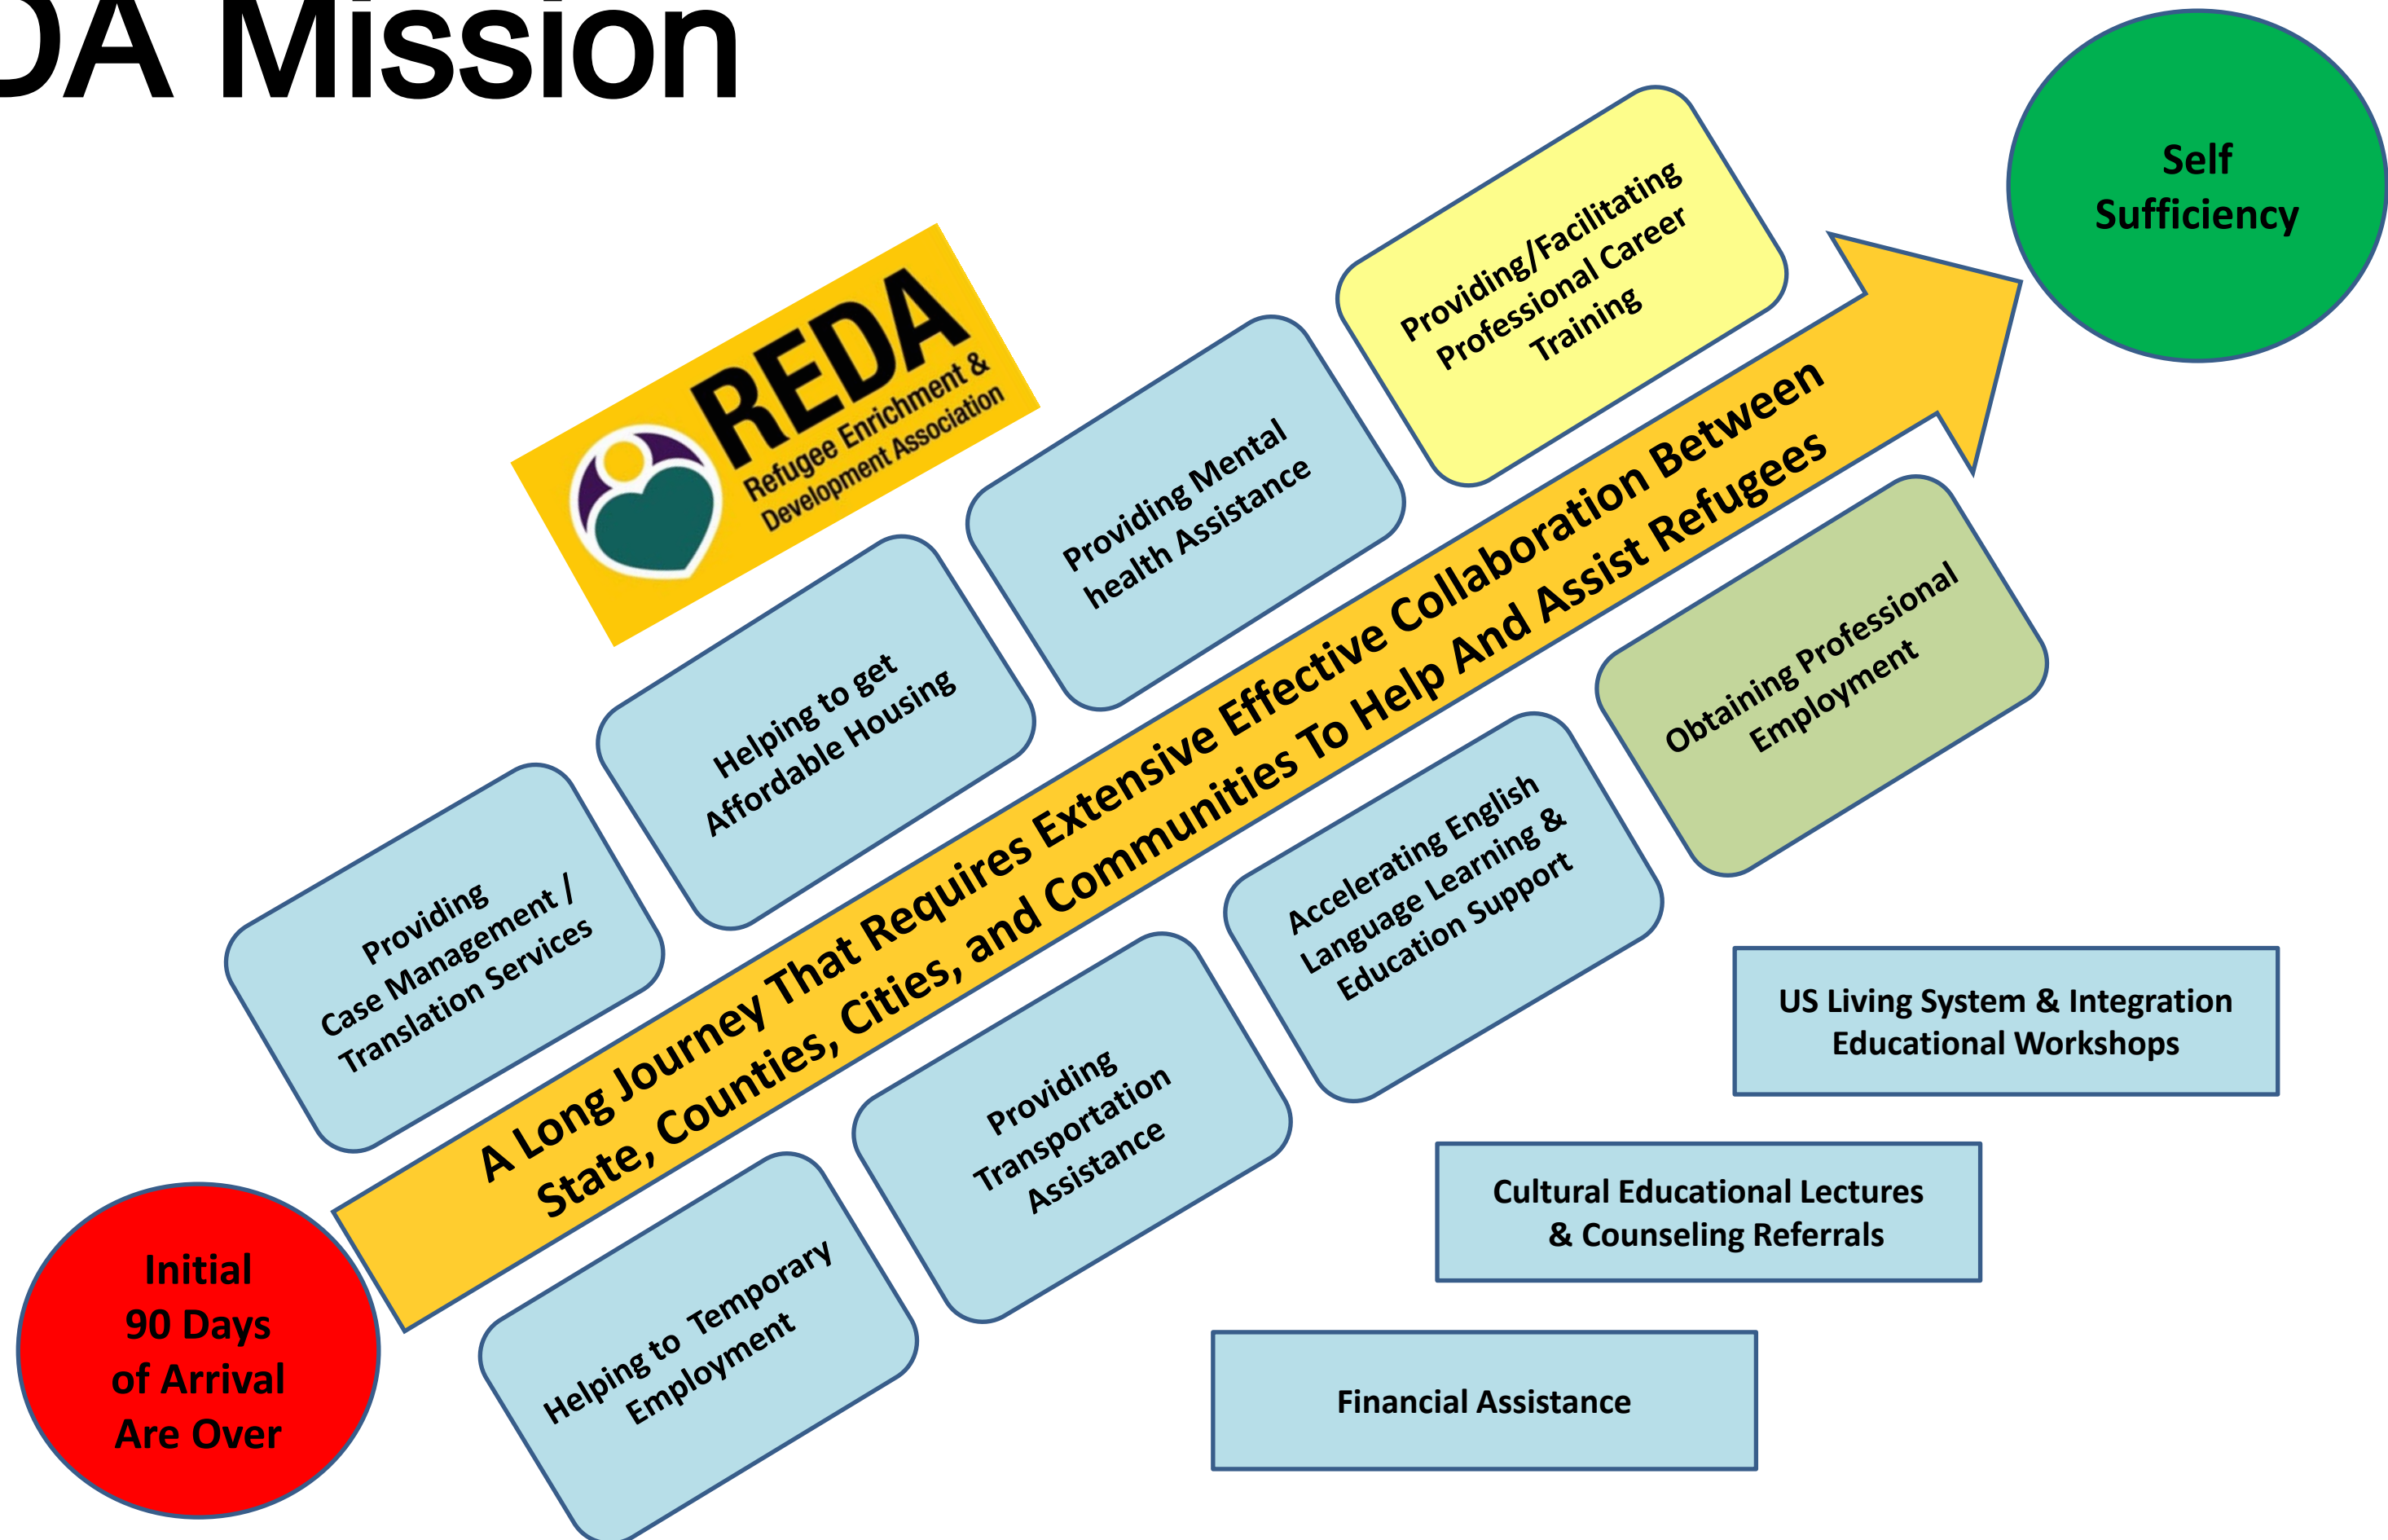 DA Mission
Self
Sufficiency
REDA
Refugee Enrichment &
Development Association
Providing/Facilitating
Professional Career
Training
Providing Mental
health Assistance
Helping to get
Affordable Housing
Providing
Case Management /
Translation Services
A Long Journey That Requires Extensive Effective Collaboration Between
State, Counties, Cities, and Communities To Help And Assist Refugees
Obtaining Professional
Employment
Accelerating English
Language Learning &
Education Support
Providing
Transportation
Assistance
Helping to Temporary
Employment
US Living System & Integration
Educational Workshops
Cultural Educational Lectures
& Counseling Referrals
Financial Assistance
Initial
90 Days
of Arrival
Are Over